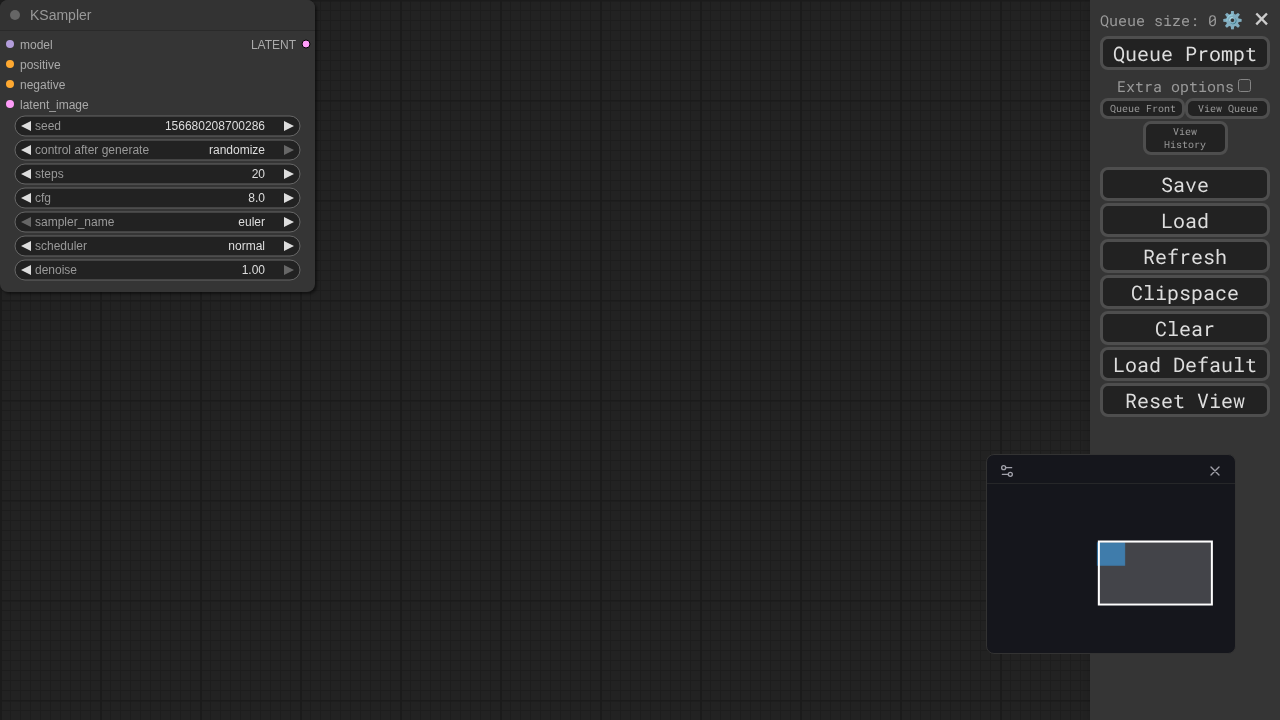 KSampler
model LATENT
positive
negative
latent_image
seed 156680208700286
control after generate randomize
steps 20
cfg 8.0
sampler_name euler
scheduler normal
denoise 1.00
Queue size: 0
Queue Prompt
Extra options
Queue Front View Queue
View
History
Save
Load
Refresh
Clipspace
Clear
Load Default
Reset View